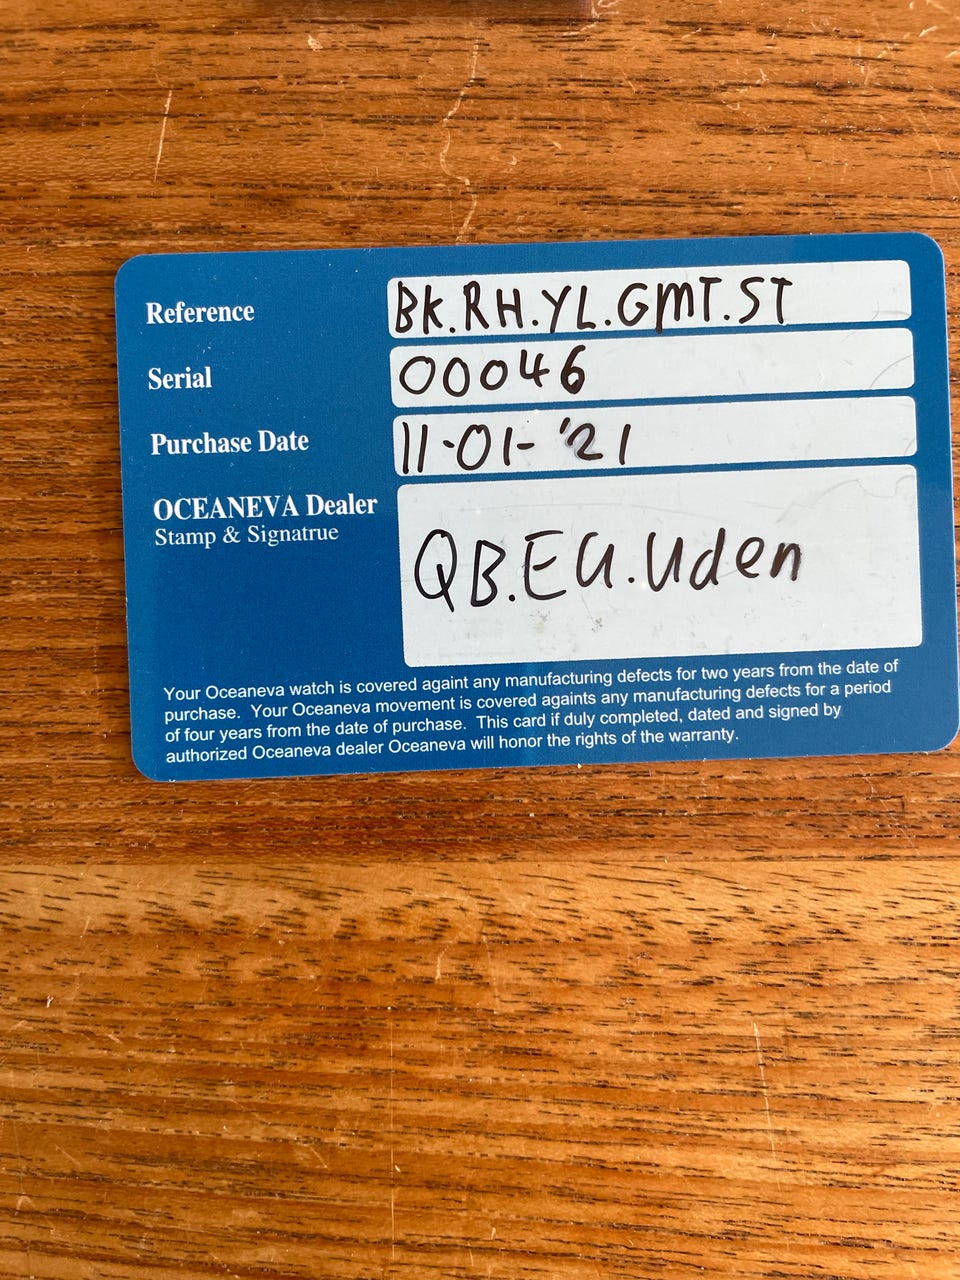 Reference BK.RH.YL.GMT.ST
Serial 00046
Purchase Date 11-01-'21
OCEANEVA Dealer
Stamp & Signatrue
QB.EU.Uden
Your Oceaneva watch is covered againt any manufacturing defects for two years from the date of
purchase. Your Oceaneva movement is covered againts any manufacturing defects for a period
of four years from the date of purchase. This card if duly completed, dated and signed by
authorized Oceaneva dealer Oceaneva will honor the rights of the warranty.